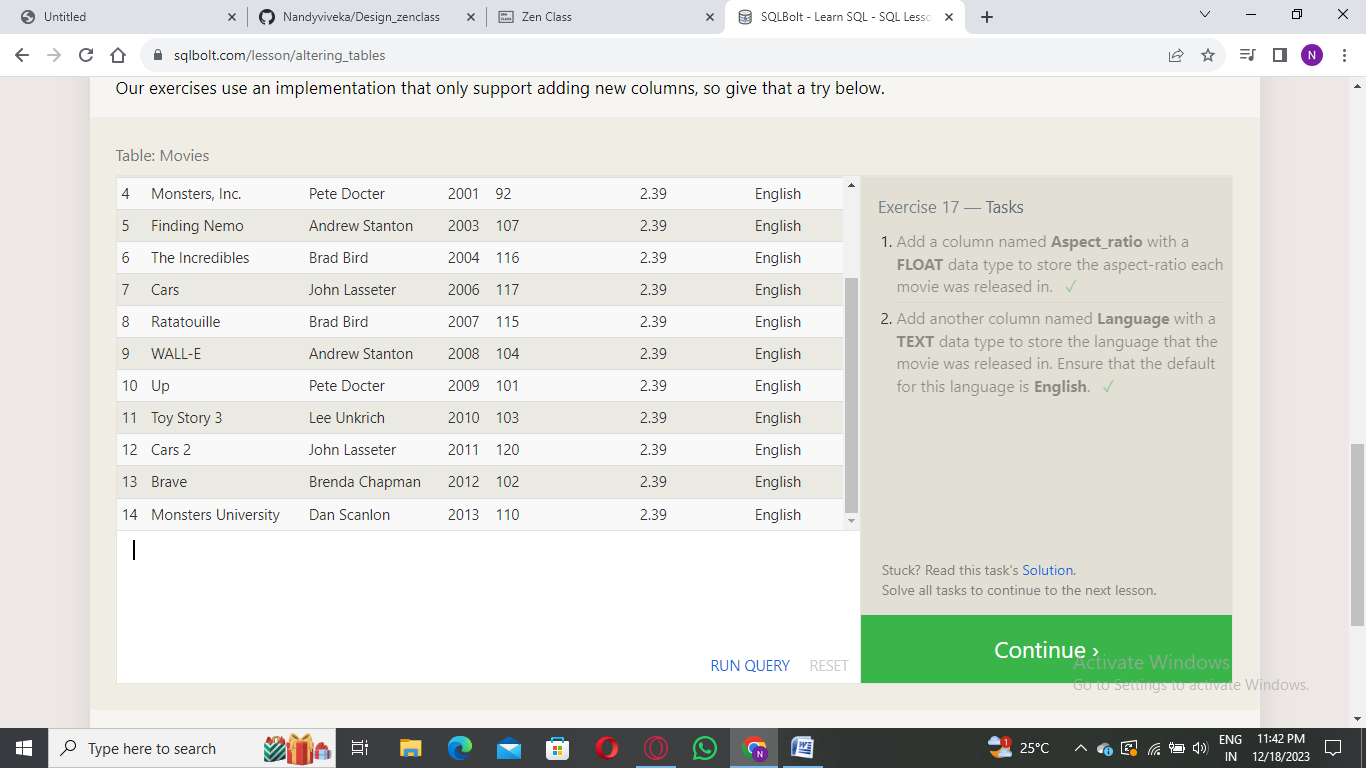 Untitled
Nandyviveka/Design_zenclass
Zen Class
SQLBolt - Learn SQL - SQL Lesso
sqlbolt.com/lesson/altering_tables
N
Our exercises use an implementation that only support adding new columns, so give that a try below.
Table: Movies
4 Monsters, Inc. Pete Docter 2001 92 2.39 English
5 Finding Nemo Andrew Stanton 2003 107 2.39 English
6 The Incredibles Brad Bird 2004 116 2.39 English
7 Cars John Lasseter 2006 117 2.39 English
8 Ratatouille Brad Bird 2007 115 2.39 English
9 WALL-E Andrew Stanton 2008 104 2.39 English
10 Up Pete Docter 2009 101 2.39 English
11 Toy Story 3 Lee Unkrich 2010 103 2.39 English
12 Cars 2 John Lasseter 2011 120 2.39 English
13 Brave Brenda Chapman 2012 102 2.39 English
14 Monsters University Dan Scanlon 2013 110 2.39 English
RUN QUERY RESET
Exercise 17 — Tasks
1. Add a column named Aspect_ratio with a
FLOAT data type to store the aspect-ratio each
movie was released in. ✓
2. Add another column named Language with a
TEXT data type to store the language that the
movie was released in. Ensure that the default
for this language is English. ✓
Stuck? Read this task's Solution.
Solve all tasks to continue to the next lesson.
Continue ›
Activate Windows
Go to Settings to activate Windows.
Type here to search
N
1
25°C
ENG
IN
11:42 PM
12/18/2023